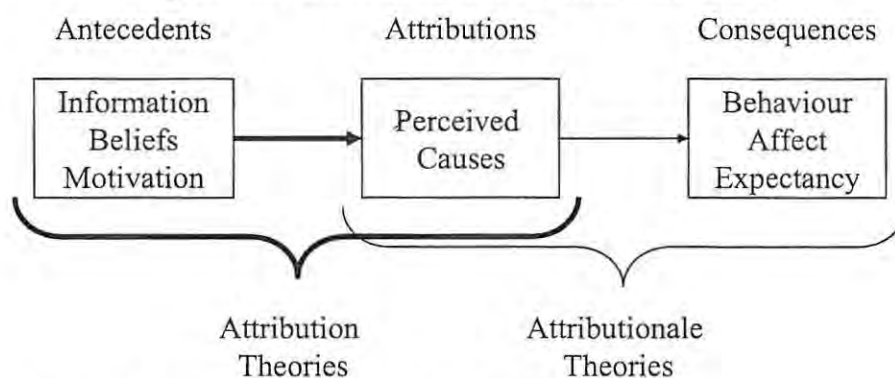 Antecedents Attributions Consequences
Information
Beliefs
Motivation
Perceived
Causes
Behaviour
Affect
Expectancy
Attribution
Theories
Attributionale
Theories